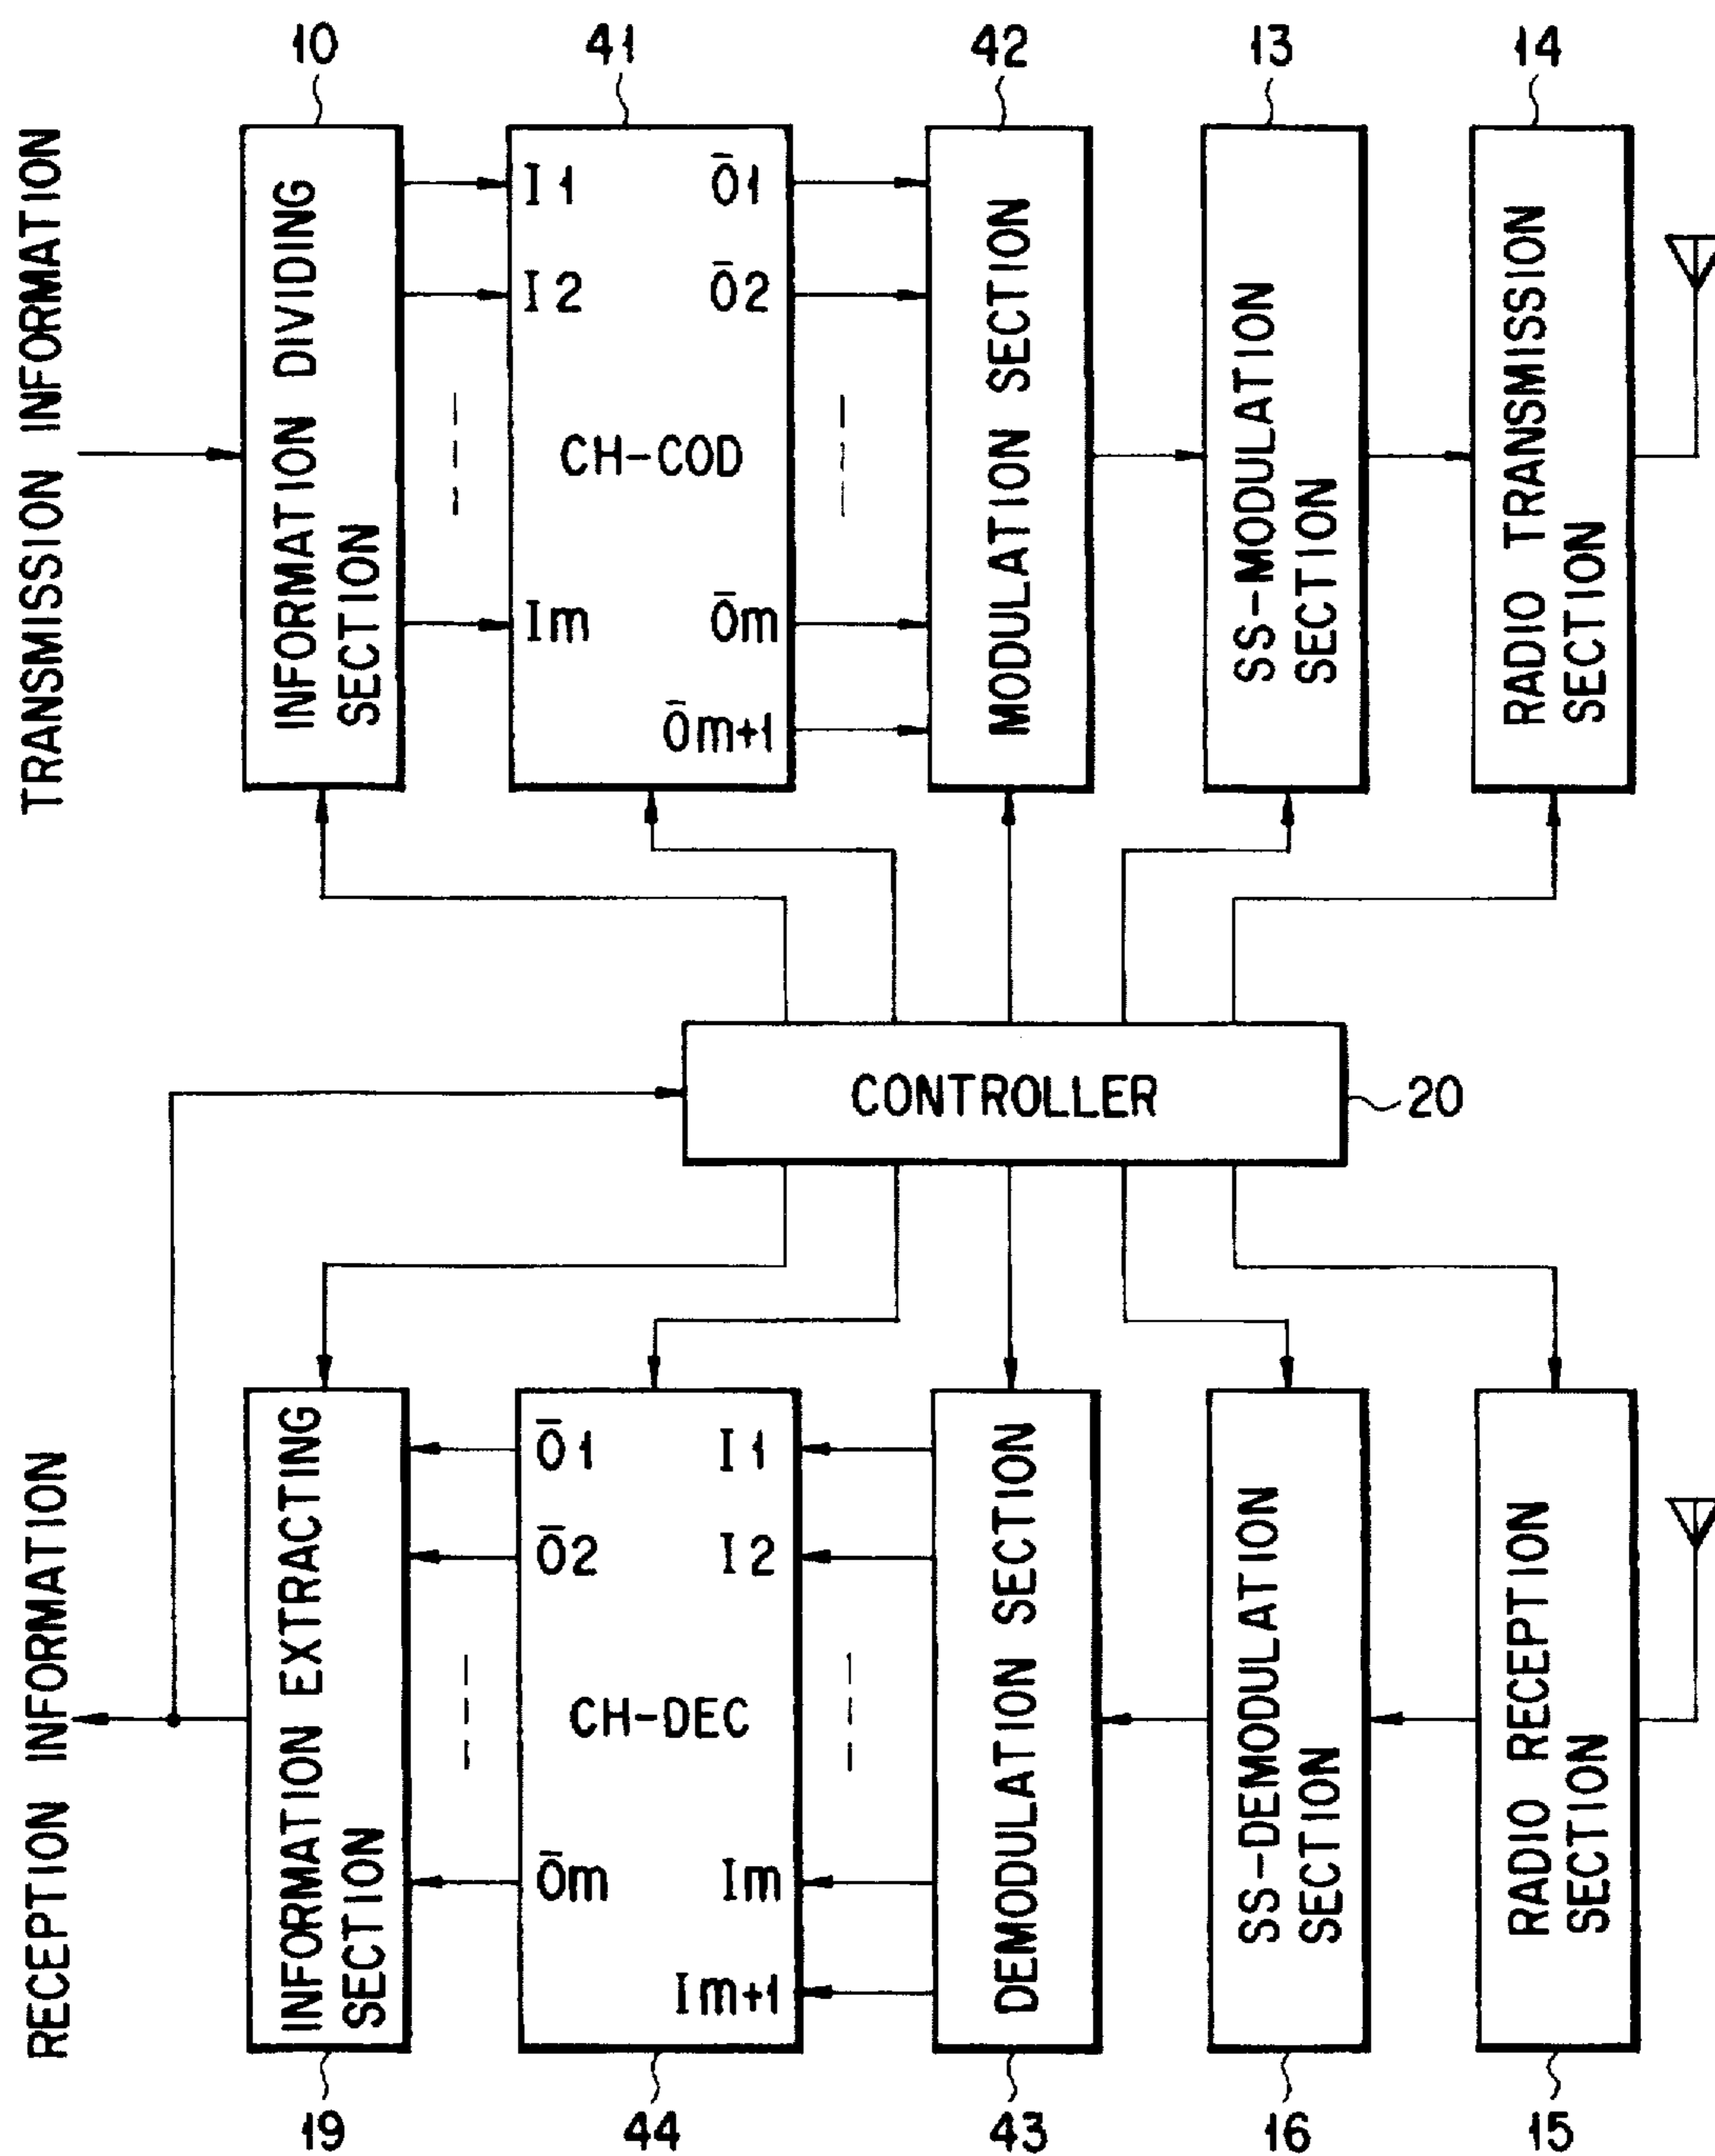 TRANSMISSION INFORMATION
10
INFORMATION DIVIDING
SECTION
41
I1
I2
Im
CH-COD
Ō1
Ō2
Ōm
Ōm+1
42
MODULATION SECTION
13
SS-MODULATION
SECTION
14
RADIO TRANSMISSION
SECTION
CONTROLLER
20
RECEPTION INFORMATION
INFORMATION EXTRACTING
SECTION
19
Ō1
Ō2
Ōm
CH-DEC
I1
I2
Im
Im+1
44
DEMODULATION SECTION
43
SS-DEMODULATION
SECTION
16
RADIO RECEPTION
SECTION
15